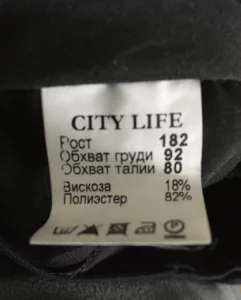 CITY LIFE
Рост 182
Обхват груди 92
Обхват талии 80
Вискоза 18%
Полиэстер 82%